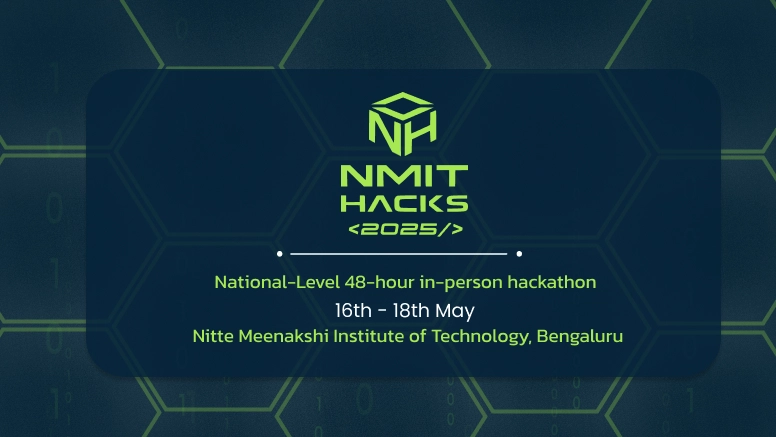 NH
NMIT
HACKS
<2025/>
National-Level 48-hour in-person hackathon
16th - 18th May
Nitte Meenakshi Institute of Technology, Bengaluru